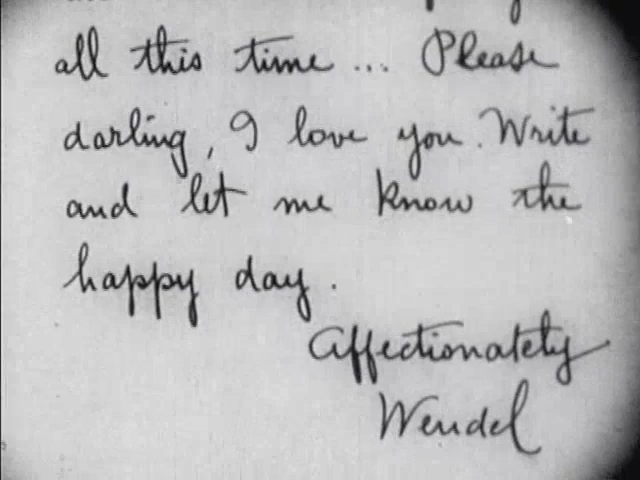 all this time ... Please
darling, I love you. Write
and let me know the
happy day.
Affectionately
Wendel